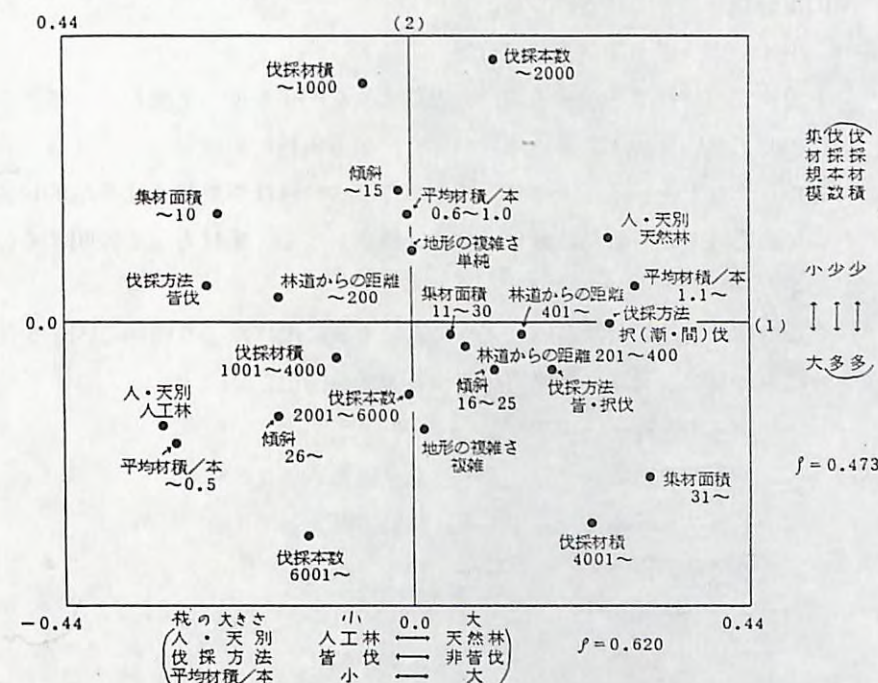 0.44
(2)
伐採本数
～2000
伐採材積
～1000
傾斜
～15
平均材積／本
0.6～1.0
集材面積
～10
人・天別
天然林
地形の複雑さ
単純
伐採方法
皆伐
林道からの距離
～200
集材面積
11～30
林道からの距離
401～
平均材積／本
1.1～
伐採方法
択(漸・間)伐
0.0
(1)
伐採材積
1001～4000
林道からの距離 201～400
傾斜
16～25
伐採方法
皆・択伐
人・天別
人工林
伐採本数
2001～6000
平均材積／本
～0.5
傾斜
26～
地形の複雑さ
複雑
集材面積
31～
伐採本数
6001～
伐採材積
4001～
集材規模
(伐採本数
伐採材積)
小少少
大多多
ρ=0.473
-0.44
0.0
0.44
材の大きさ 小 大
人・天別 人工林 ⟷ 天然林
伐採方法 皆伐 ⟷ 非皆伐
平均材積／本 小 ⟷ 大
ρ=0.620